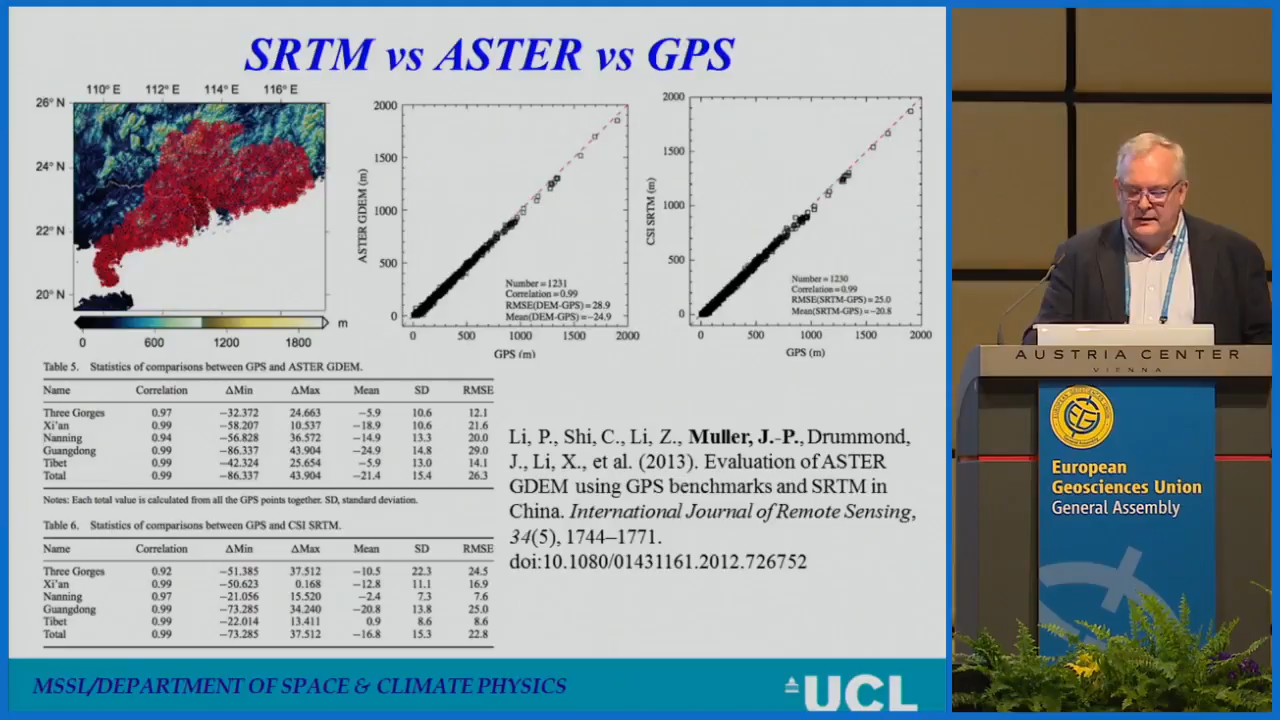 SRTM vs ASTER vs GPS
110° E 112° E 114° E 116° E
26° N
24° N
22° N
20° N
0 600 1200 1800 m
2000
1500
1000
500
0
ASTER GDEM (m)
Number = 1231
Correlation = 0.99
RMSE(DEM-GPS) = 28.9
Mean(DEM-GPS) = −24.9
0 500 1000 1500 2000
GPS (m)
2000
1500
1000
500
0
CSI SRTM (m)
Number = 1230
Correlation = 0.99
RMSE(SRTM-GPS) = 25.0
Mean(SRTM-GPS) = −20.8
0 500 1000 1500 2000
GPS (m)
Table 5. Statistics of comparisons between GPS and ASTER GDEM.
Name Correlation ΔMin ΔMax Mean SD RMSE
Three Gorges 0.97 −32.372 24.663 −5.9 10.6 12.1
Xi'an 0.99 −58.207 10.537 −18.9 10.6 21.6
Nanning 0.94 −56.828 36.572 −14.9 13.3 20.0
Guangdong 0.99 −86.337 43.904 −24.9 14.8 29.0
Tibet 0.99 −42.324 25.654 −5.9 13.0 14.1
Total 0.99 −86.337 43.904 −21.4 15.4 26.3
Notes: Each total value is calculated from all the GPS points together. SD, standard deviation.
Table 6. Statistics of comparisons between GPS and CSI SRTM.
Name Correlation ΔMin ΔMax Mean SD RMSE
Three Gorges 0.92 −51.385 37.512 −10.5 22.3 24.5
Xi'an 0.99 −50.623 0.168 −12.8 11.1 16.9
Nanning 0.97 −21.056 15.520 −2.4 7.3 7.6
Guangdong 0.99 −73.285 34.240 −20.8 13.8 25.0
Tibet 0.99 −22.014 13.411 0.9 8.6 8.6
Total 0.99 −73.285 37.512 −16.8 15.3 22.8
Li, P., Shi, C., Li, Z., Muller, J.-P., Drummond,
J., Li, X., et al. (2013). Evaluation of ASTER
GDEM using GPS benchmarks and SRTM in
China. International Journal of Remote Sensing,
34(5), 1744–1771.
doi:10.1080/01431161.2012.726752
MSSL/DEPARTMENT OF SPACE & CLIMATE PHYSICS
UCL
AUSTRIA CENTER
VIENNA
European
Geosciences Union
General Assembly